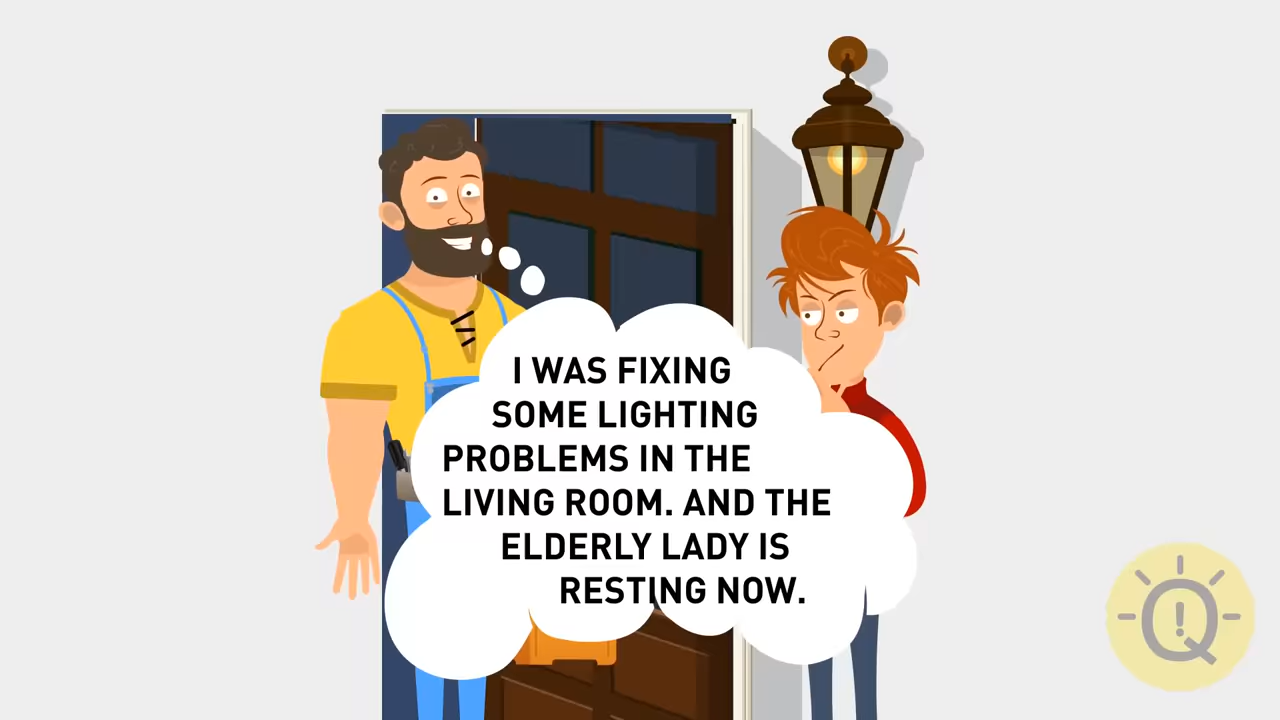 I WAS FIXING
SOME LIGHTING
PROBLEMS IN THE
LIVING ROOM. AND THE
ELDERLY LADY IS
RESTING NOW.
Q!